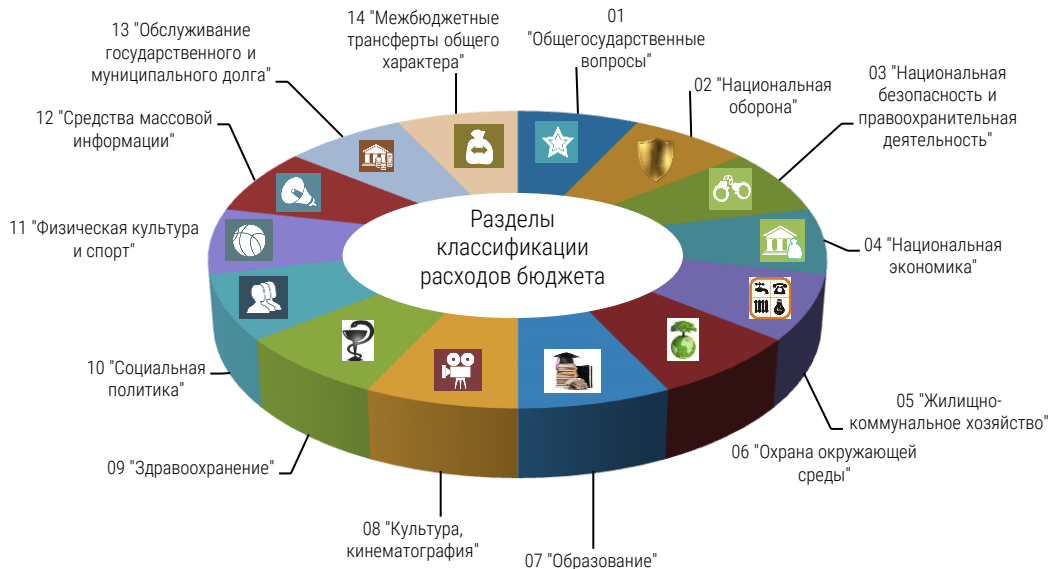 Разделы
классификации
расходов бюджета
01
"Общегосударственные
вопросы"
02 "Национальная
оборона"
03 "Национальная
безопасность и
правоохранительная
деятельность"
04 "Национальная
экономика"
05 "Жилищно-
коммунальное хозяйство"
06 "Охрана окружающей
среды"
07 "Образование"
08 "Культура,
кинематография"
09 "Здравоохранение"
10 "Социальная
политика"
11 "Физическая культура
и спорт"
12 "Средства массовой
информации"
13 "Обслуживание
государственного и
муниципального долга"
14 "Межбюджетные
трансферты общего
характера"